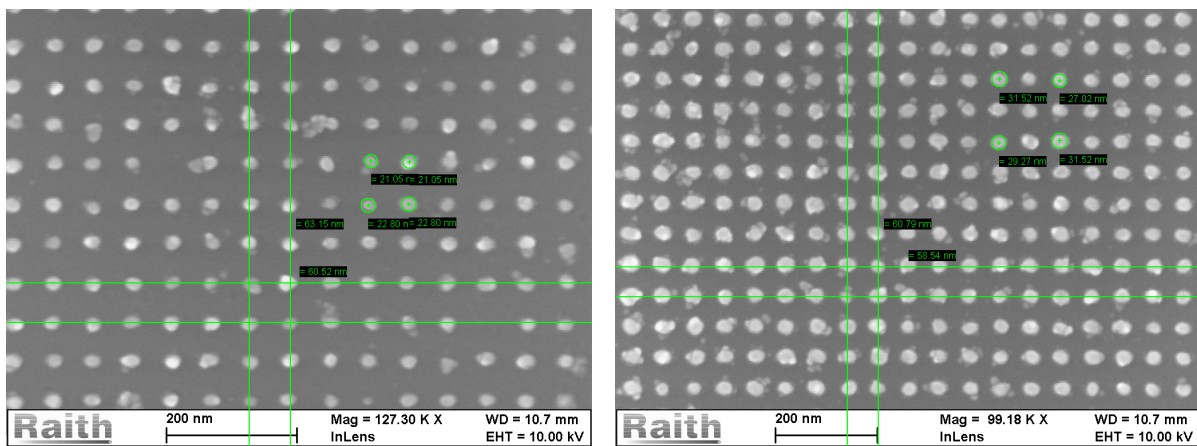 = 21.05 n
= 21.05 nm
= 22.80 n
= 22.80 nm
= 63.15 nm
= 60.52 nm
Raith
200 nm
Mag = 127.30 K X
WD = 10.7 mm
InLens
EHT = 10.00 kV
= 31.52 nm
= 27.02 nm
= 29.27 nm
= 31.52 nm
= 60.79 nm
= 58.54 nm
Raith
200 nm
Mag = 99.18 K X
WD = 10.7 mm
InLens
EHT = 10.00 kV